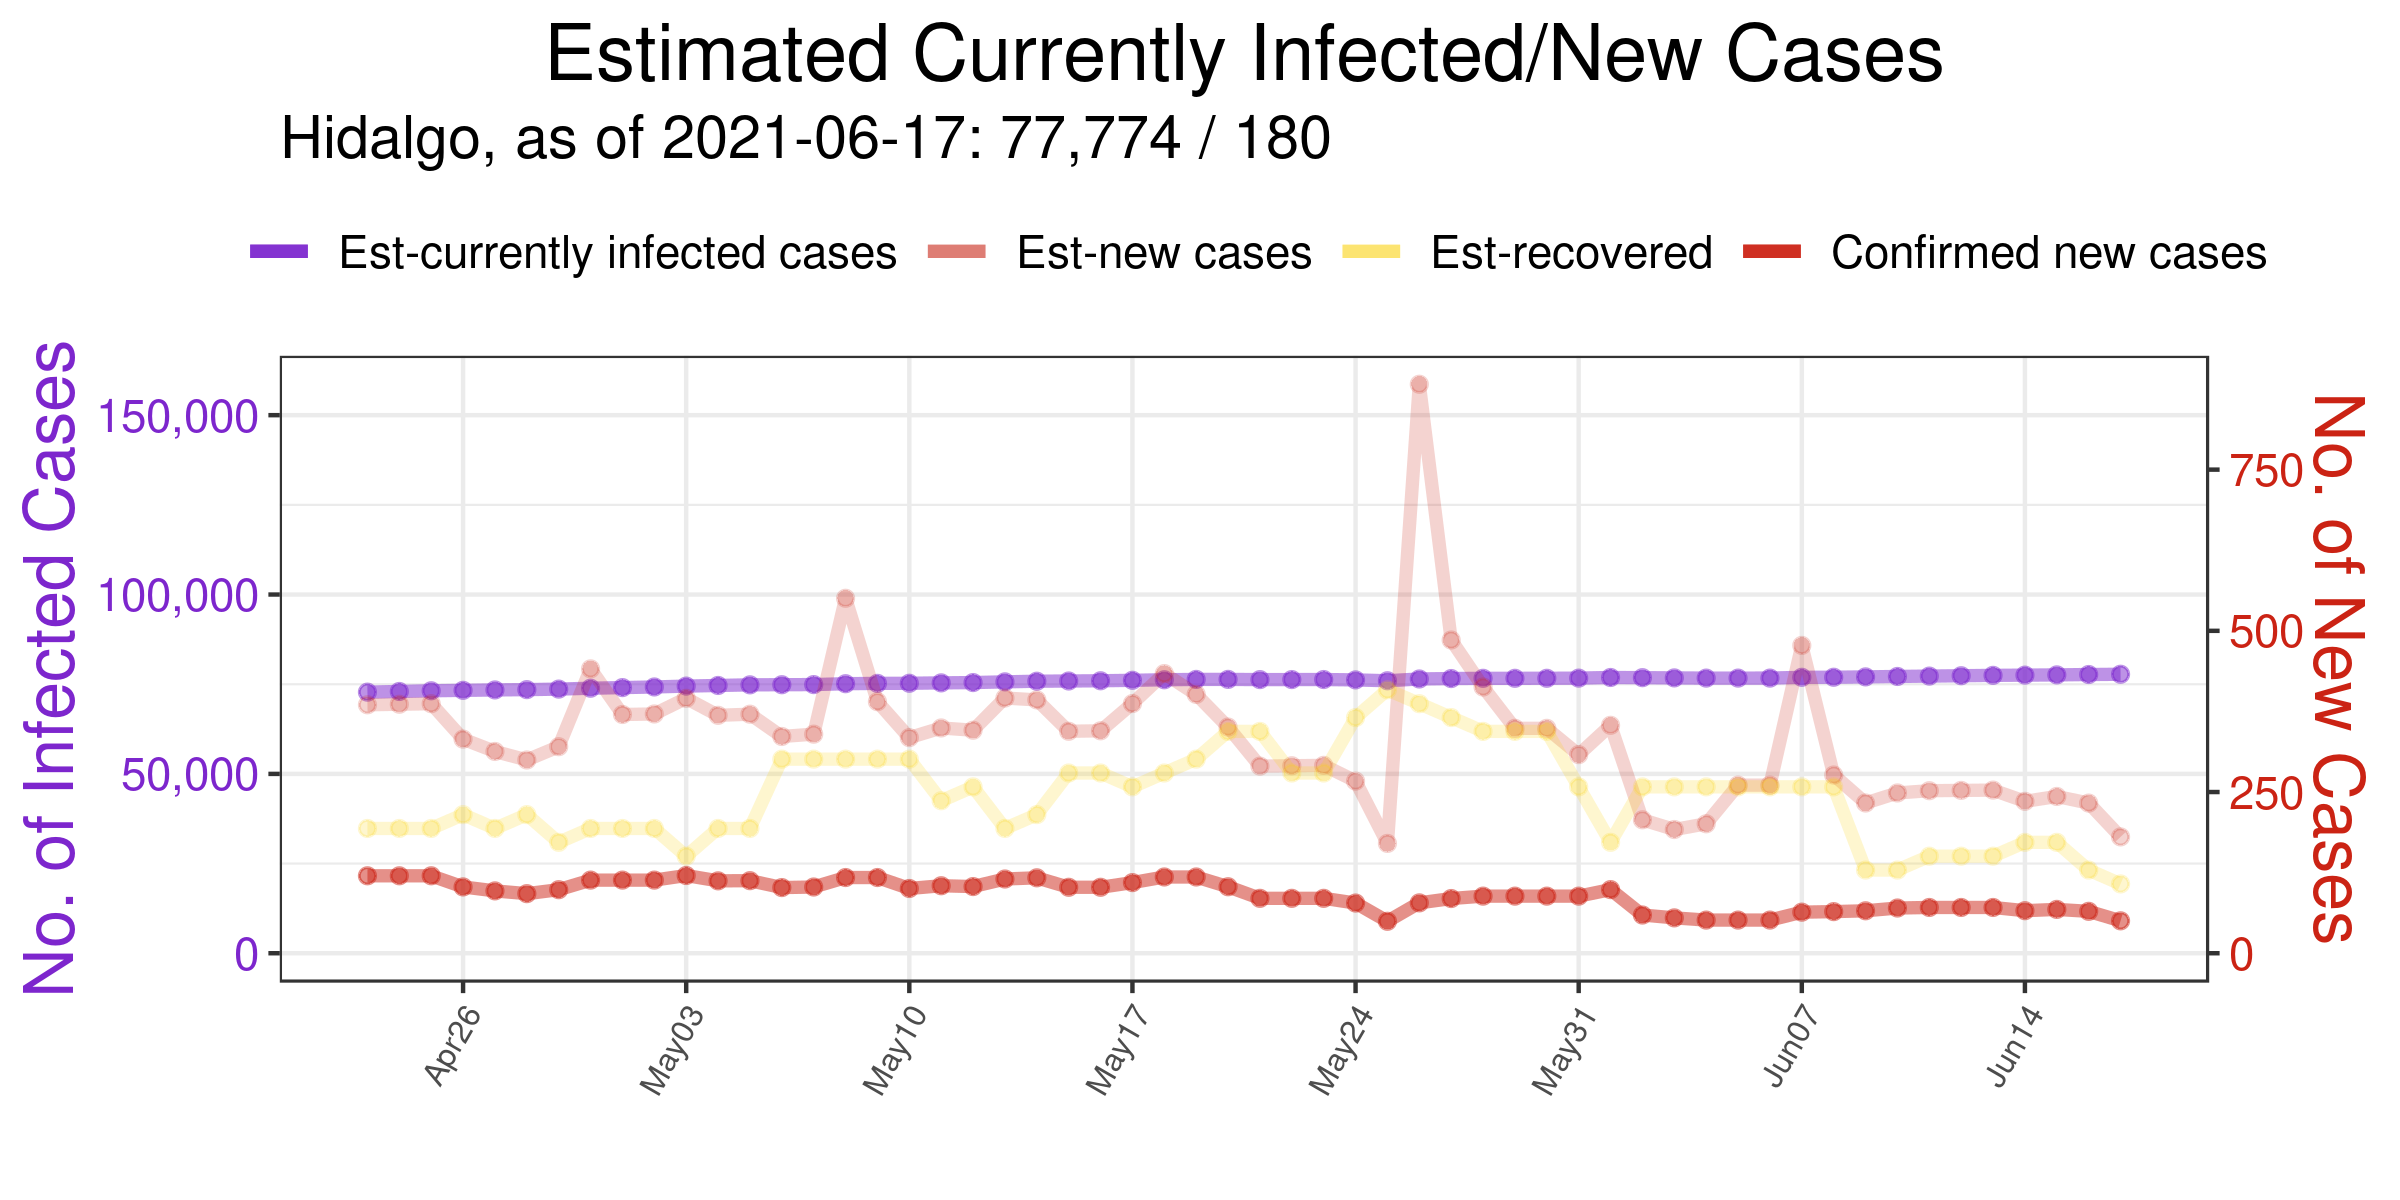 Estimated Currently Infected/New Cases
Hidalgo, as of 2021-06-17: 77,774 / 180
Est-currently infected cases Est-new cases Est-recovered Confirmed new cases
No. of Infected Cases
150,000
100,000
50,000
0
750
500
250
0
No. of New Cases
Apr26 May03 May10 May17 May24 May31 Jun07 Jun14